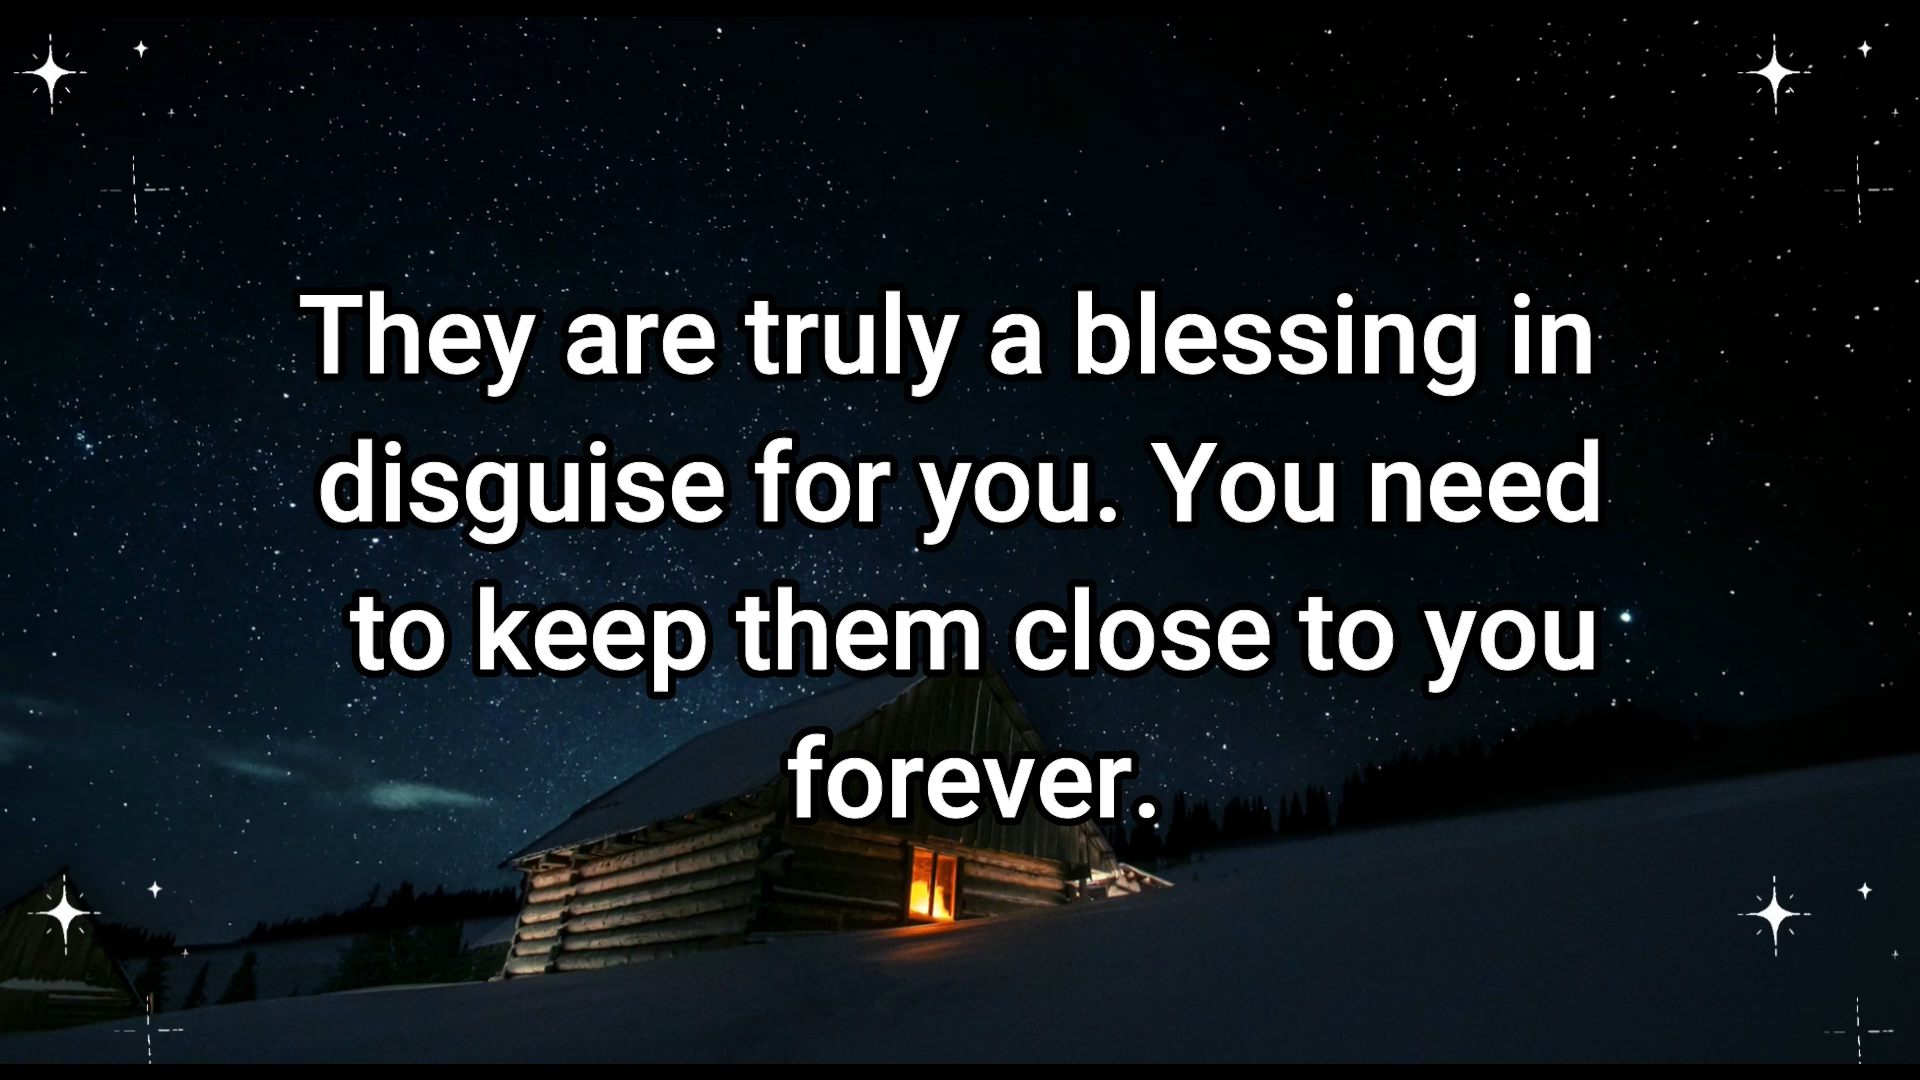 They are truly a blessing in
disguise for you. You need
to keep them close to you
forever.